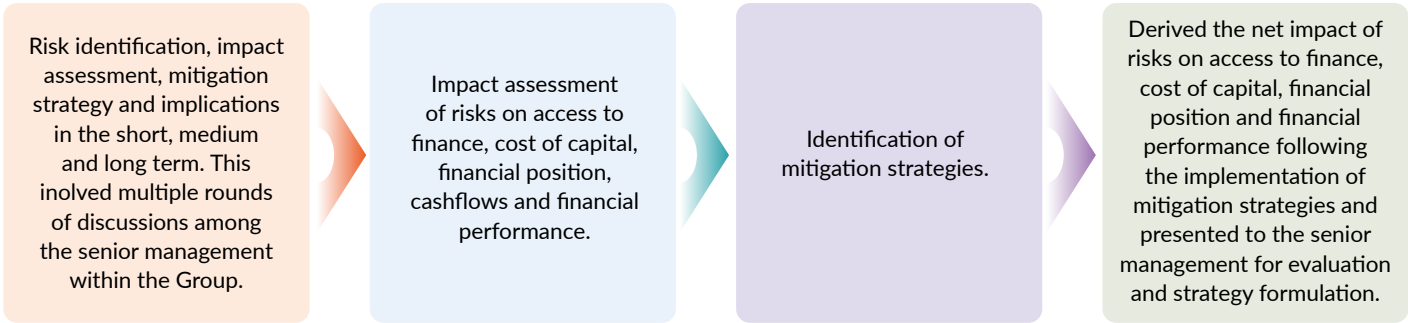 Risk identification, impact
assessment, mitigation
strategy and implications
in the short, medium
and long term. This
inolved multiple rounds
of discussions among
the senior management
within the Group.
Impact assessment
of risks on access to
finance, cost of capital,
financial position,
cashflows and financial
performance.
Identification of
mitigation strategies.
Derived the net impact of
risks on access to finance,
cost of capital, financial
position and financial
performance following
the implementation of
mitigation strategies and
presented to the senior
management for evaluation
and strategy formulation.